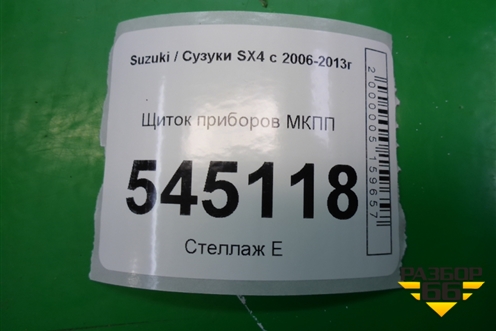 Suzuki / Сузуки SX4 с 2006-2013г
Щиток приборов МКПП
545118
Стеллаж Е
2000005159657
РАЗБОР
66